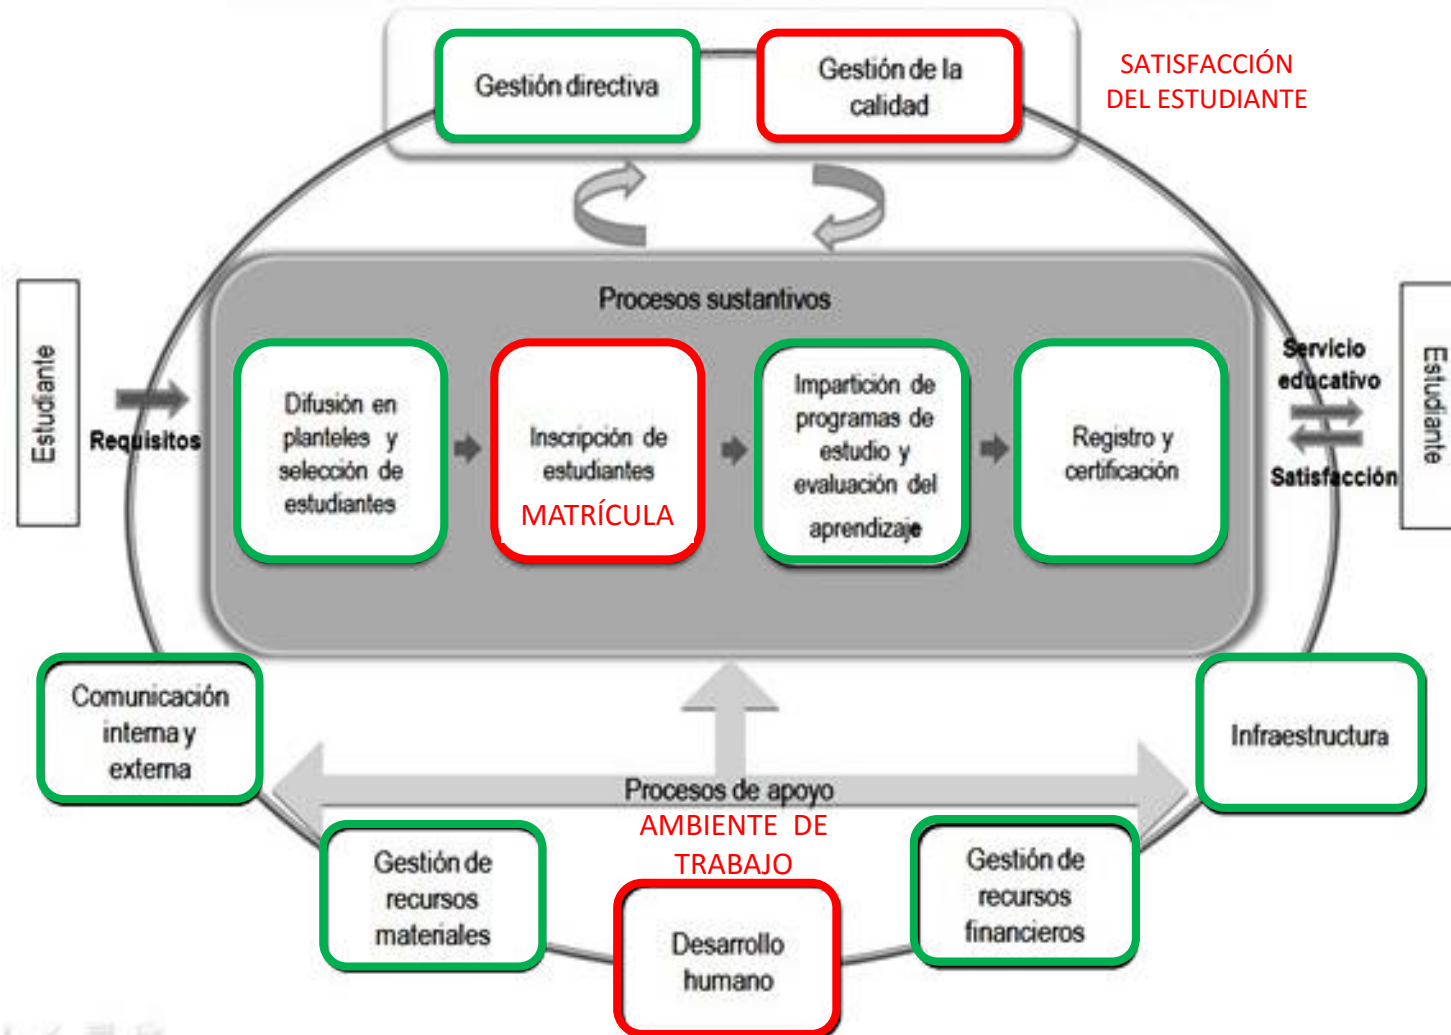 Gestión directiva
Gestión de la
calidad
SATISFACCIÓN
DEL ESTUDIANTE
Procesos sustantivos
Estudiante
Requisitos
Difusión en
planteles y
selección de
estudiantes
Inscripción de
estudiantes
MATRÍCULA
Impartición de
programas de
estudio y
evaluación del
aprendizaje
Registro y
certificación
Servicio
educativo
Satisfacción
Estudiante
Comunicación
interna y
externa
Infraestructura
Procesos de apoyo
AMBIENTE DE
TRABAJO
Gestión de
recursos
materiales
Desarrollo
humano
Gestión de
recursos
financieros